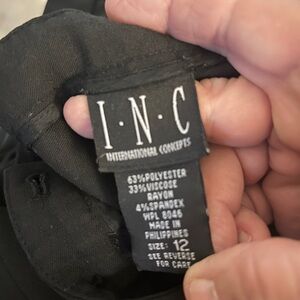 I·N·C
INTERNATIONAL CONCEPTS
63%POLYESTER
33%VISCOSE
RAYON
4%SPANDEX
WPL 8046
MADE IN
PHILIPPINES
SIZE: 12
SEE REVERSE
FOR CARE